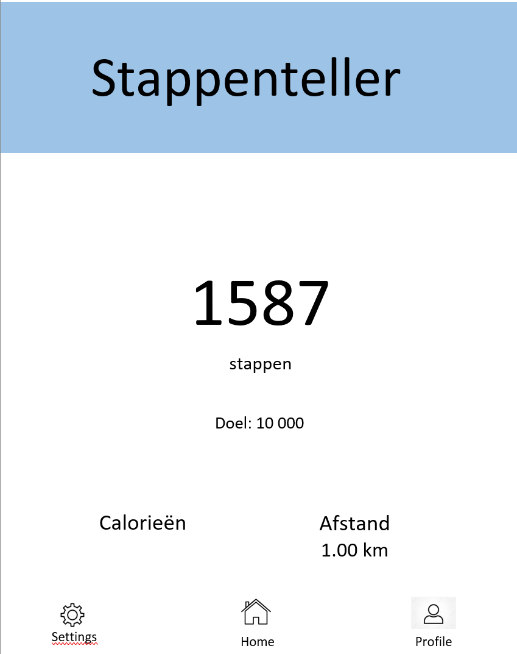 Stappenteller
1587
stappen
Doel: 10 000
Calorieën
Afstand
1.00 km
Settings
Home
Profile